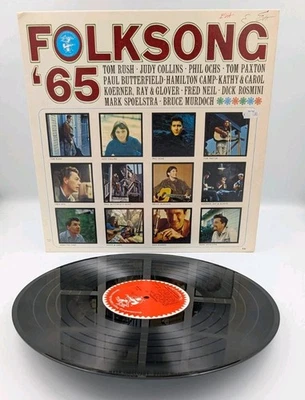 FOLKSONG
'65
TOM RUSH · JUDY COLLINS · PHIL OCHS · TOM PAXTON
PAUL BUTTERFIELD · HAMILTON CAMP · KATHY & CAROL
KOERNER, RAY & GLOVER · FRED NEIL · DICK ROSMINI
MARK SPOELSTRA · BRUCE MURDOCH